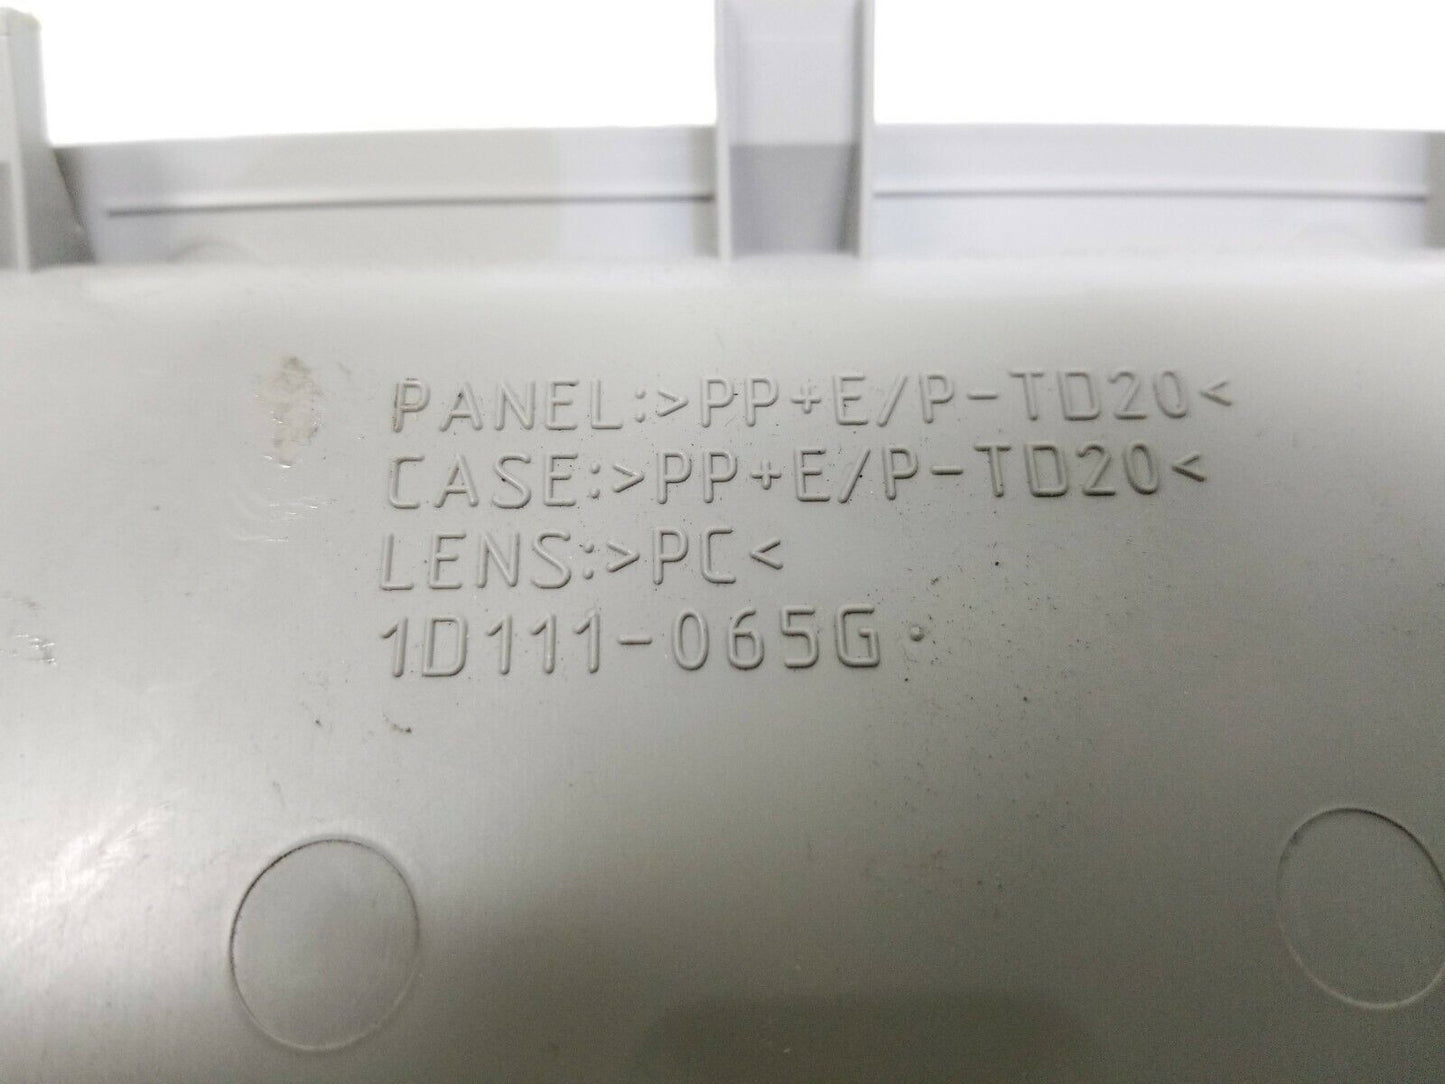 PANEL:>PP+E/P-TD20<
CASE:>PP+E/P-TD20<
LENS:>PC<
1D111-065G·